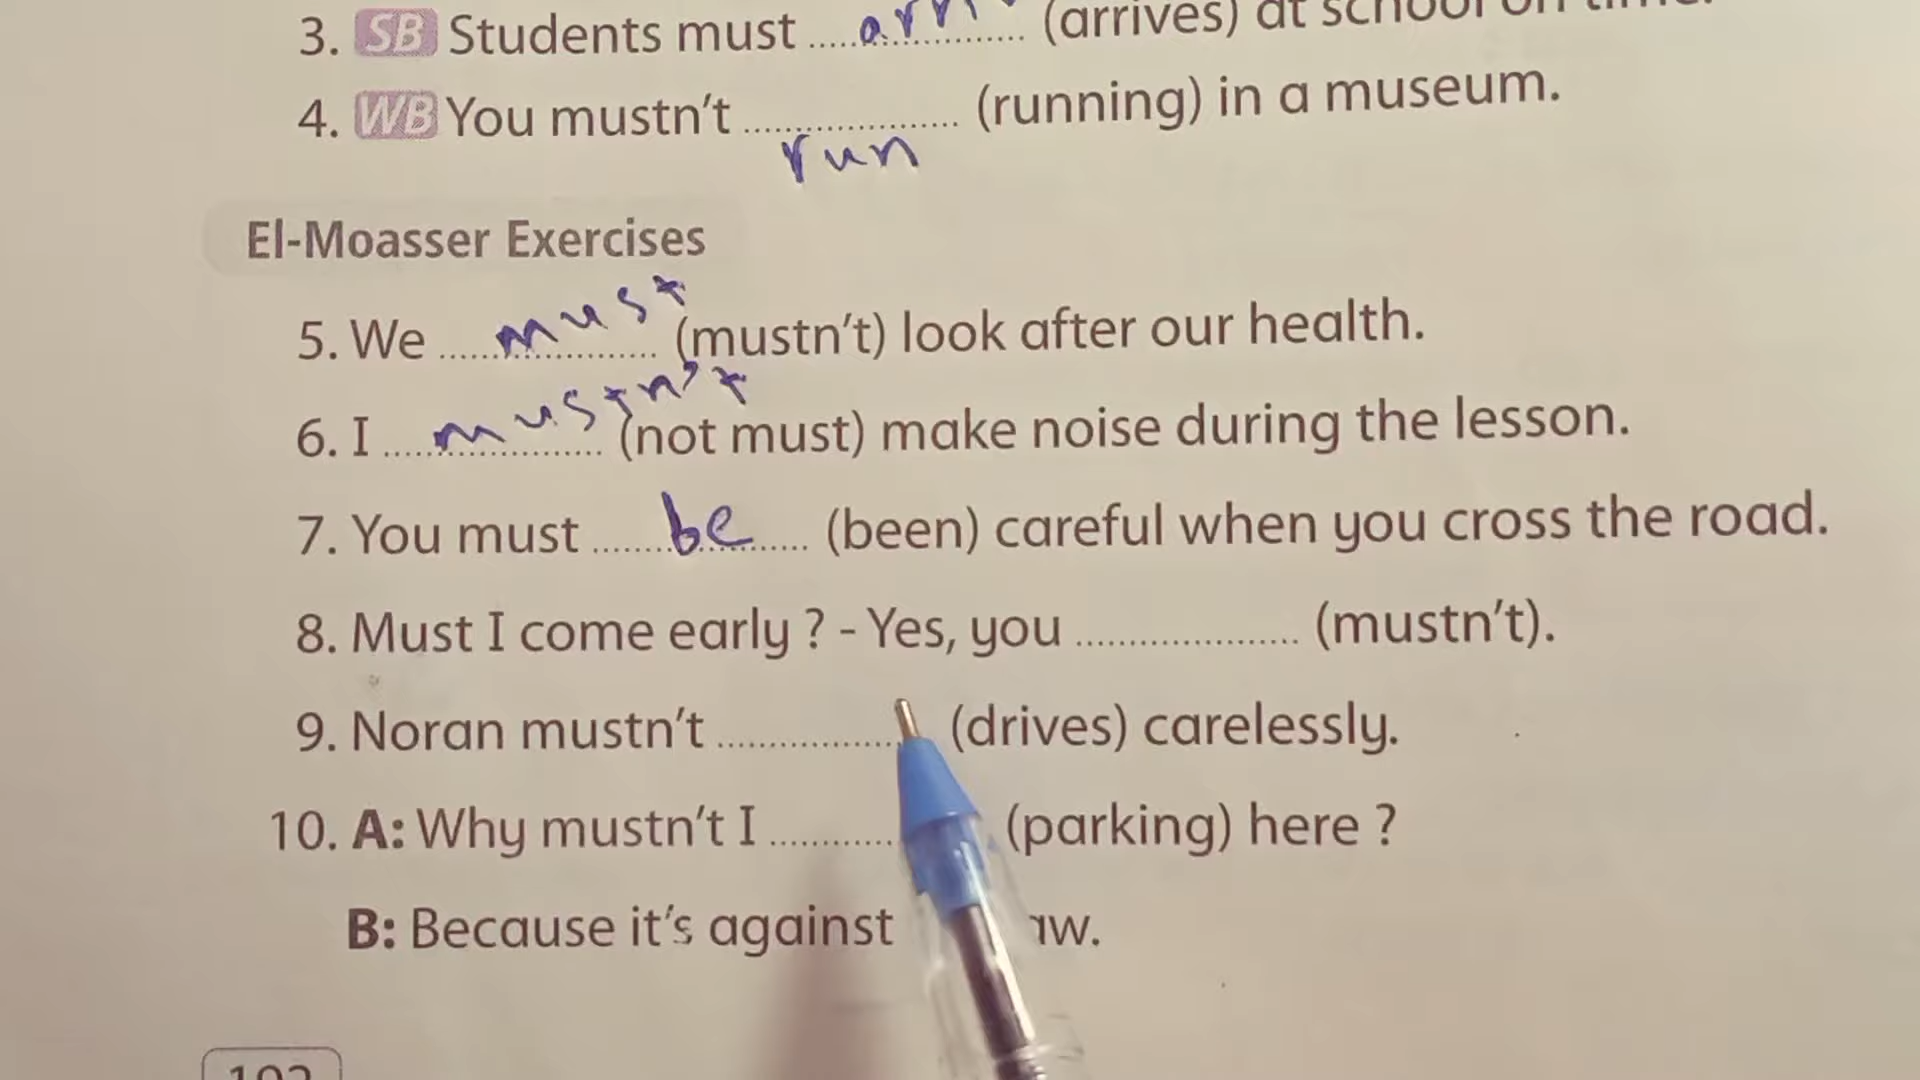 3. SB Students must ..... arri ..... (arrives) at school on time.
4. WB You mustn't .................... (running) in a museum.
run
El-Moasser Exercises
5. We ..... must ..... (mustn't) look after our health.
6. I ..... mustn't ..... (not must) make noise during the lesson.
7. You must ..... be ..... (been) careful when you cross the road.
8. Must I come early ? - Yes, you .................... (mustn't).
9. Noran mustn't .................... (drives) carelessly.
10. A: Why mustn't I ............ (parking) here ?
B: Because it's against aw.